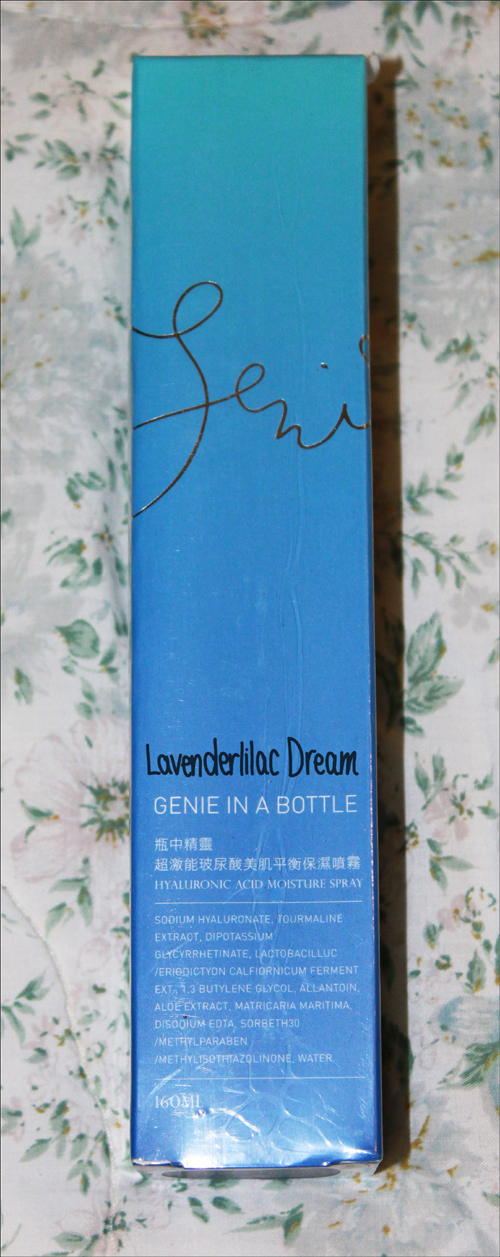 Geni
Lavenderlilac Dream
GENIE IN A BOTTLE
瓶中精靈
超激能玻尿酸美肌平衡保濕噴霧
HYALURONIC ACID MOISTURE SPRAY
SODIUM HYALURONATE, TOURMALINE
EXTRACT, DIPOTASSIUM
GLYCYRRHETINATE, LACTOBACILLUC
/ERIODICTYON CALFIORNICUM FERMENT
EXT., 1.3 BUTYLENE GLYCOL, ALLANTOIN,
ALOE EXTRACT, MATRICARIA MARITIMA,
DISODIUM EDTA, SORBETH30
/METHYLPARABEN
/METHYLISOTHIAZOLINONE, WATER.
160ML